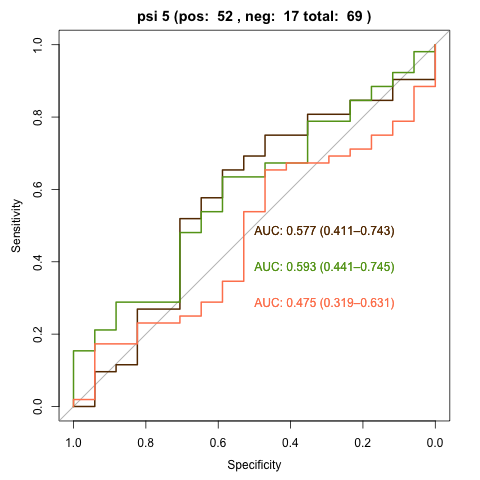 psi 5 (pos:  52 , neg:  17 total:  69 )
1.0
0.8
0.6
0.4
0.2
0.0
Sensitivity
AUC: 0.577 (0.411–0.743)
AUC: 0.593 (0.441–0.745)
AUC: 0.475 (0.319–0.631)
1.0 0.8 0.6 0.4 0.2 0.0
Specificity